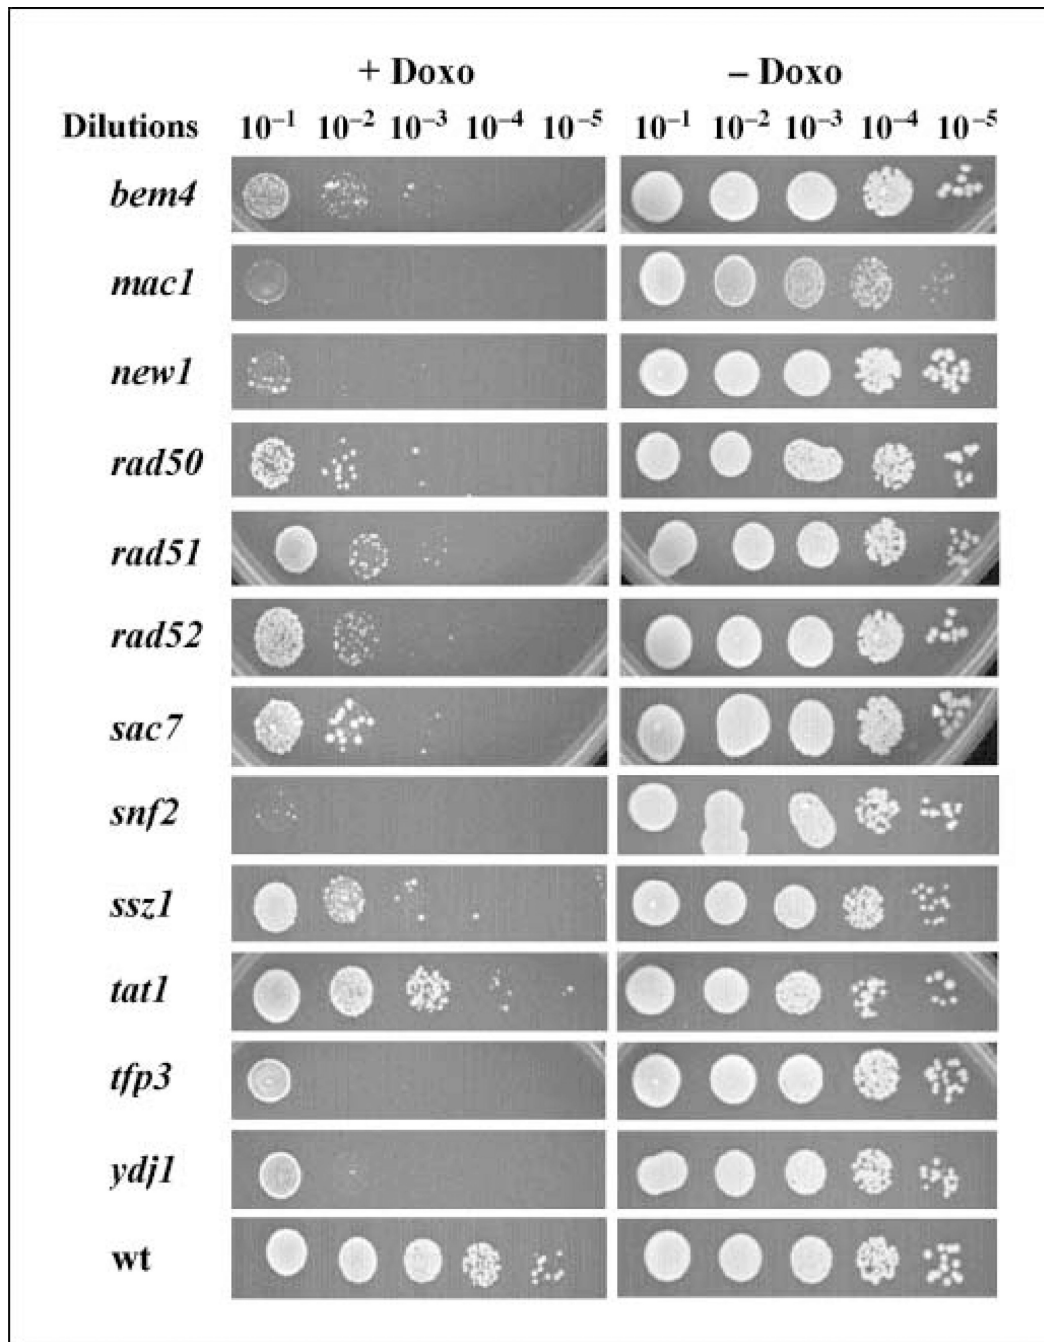 + Doxo – Doxo
Dilutions 10⁻¹ 10⁻² 10⁻³ 10⁻⁴ 10⁻⁵ 10⁻¹ 10⁻² 10⁻³ 10⁻⁴ 10⁻⁵
bem4
mac1
new1
rad50
rad51
rad52
sac7
snf2
ssz1
tat1
tfp3
ydj1
wt